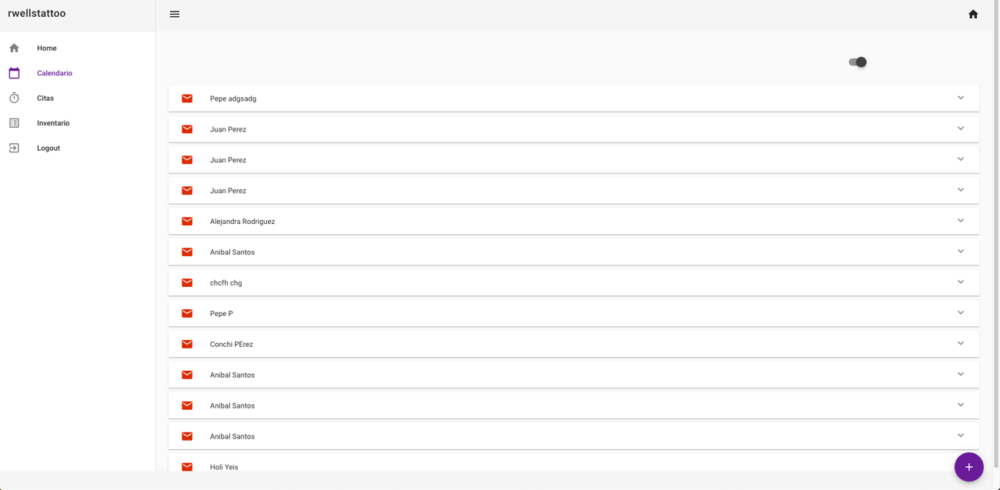 rwellstattoo
Home
Calendario
Citas
Inventario
Logout
Pepe adgsadg
Juan Perez
Juan Perez
Juan Perez
Alejandra Rodriguez
Anibal Santos
chcfh chg
Pepe P
Conchi PErez
Anibal Santos
Anibal Santos
Anibal Santos
Holi Yeis